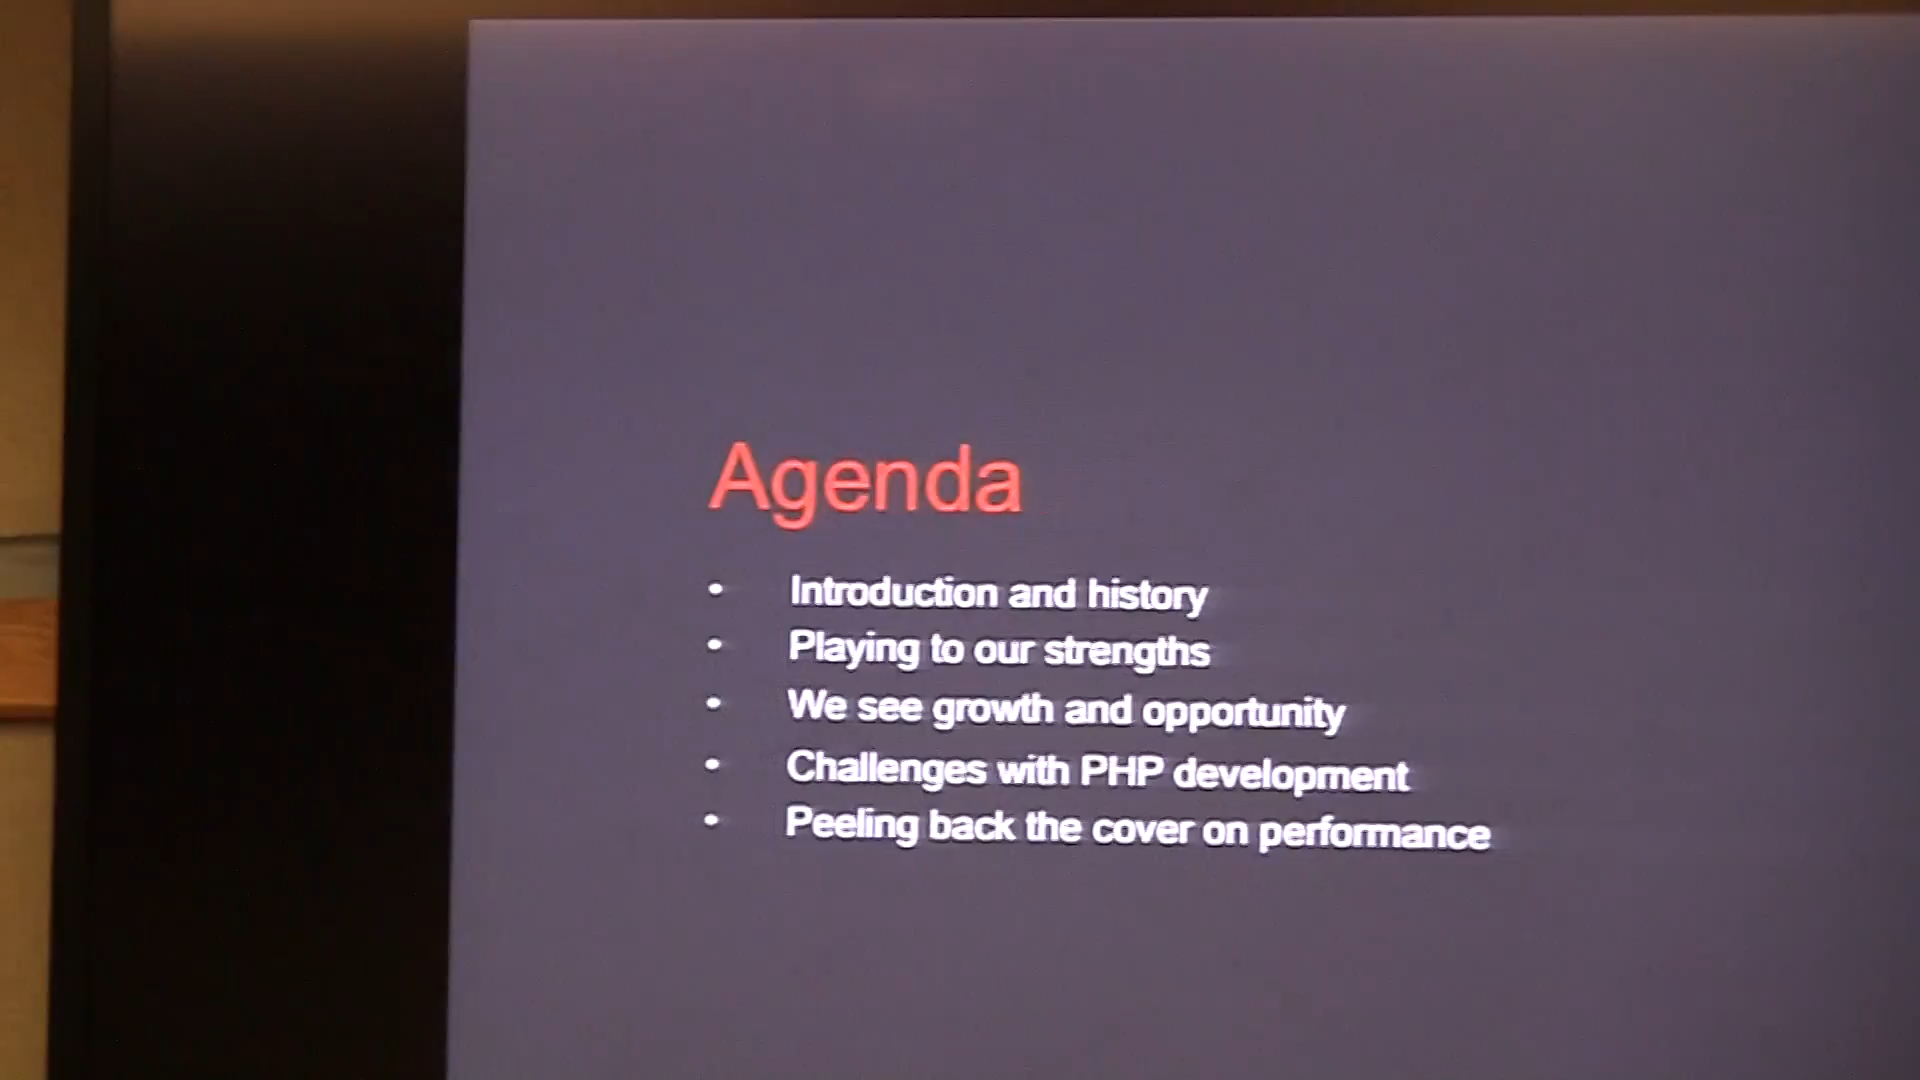 Agenda
• Introduction and history
• Playing to our strengths
• We see growth and opportunity
• Challenges with PHP development
• Peeling back the cover on performance